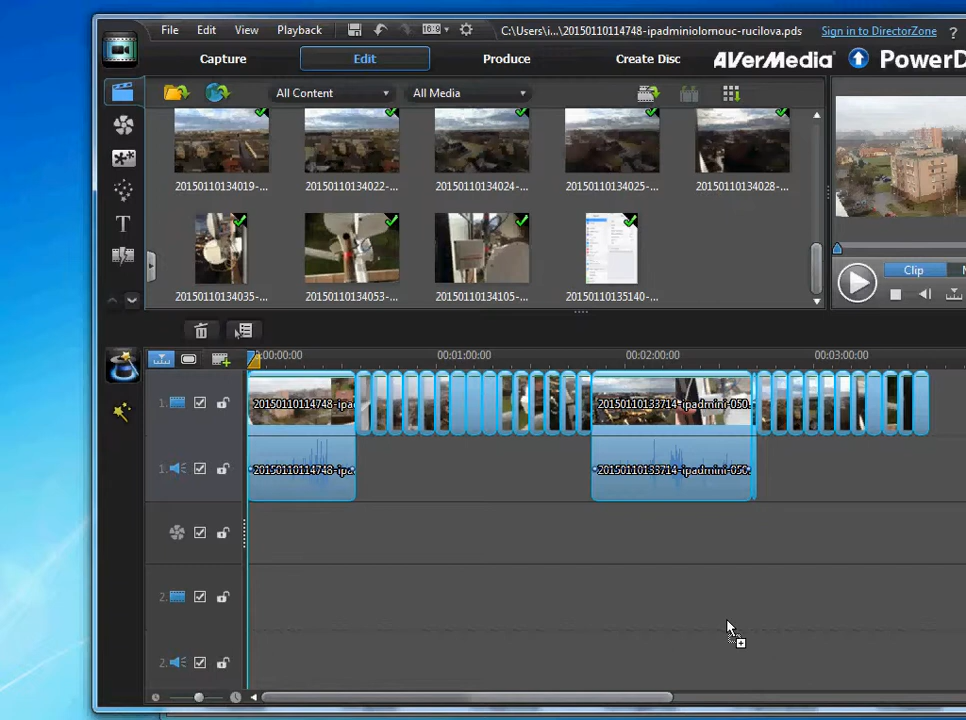 File Edit View Playback 16:9 C:\Users\i...\20150110114748-ipadminiolomouc-rucilova.pds Sign in to DirectorZone ?
Capture Edit Produce Create Disc AVerMedia PowerD
All Content All Media
20150110134019-... 20150110134022-... 20150110134024-... 20150110134025-... 20150110134028-...
20150110134035-... 20150110134053-... 20150110134105-... 20150110135140-...
T
Clip M
0:00:00:00 00:01:00:00 00:02:00:00 00:03:00:00
1. 20150110114748-ipa 20150110133714-ipadmini-050.
1. 20150110114748-ipa. 20150110133714-ipadmini-050.
2.
2.